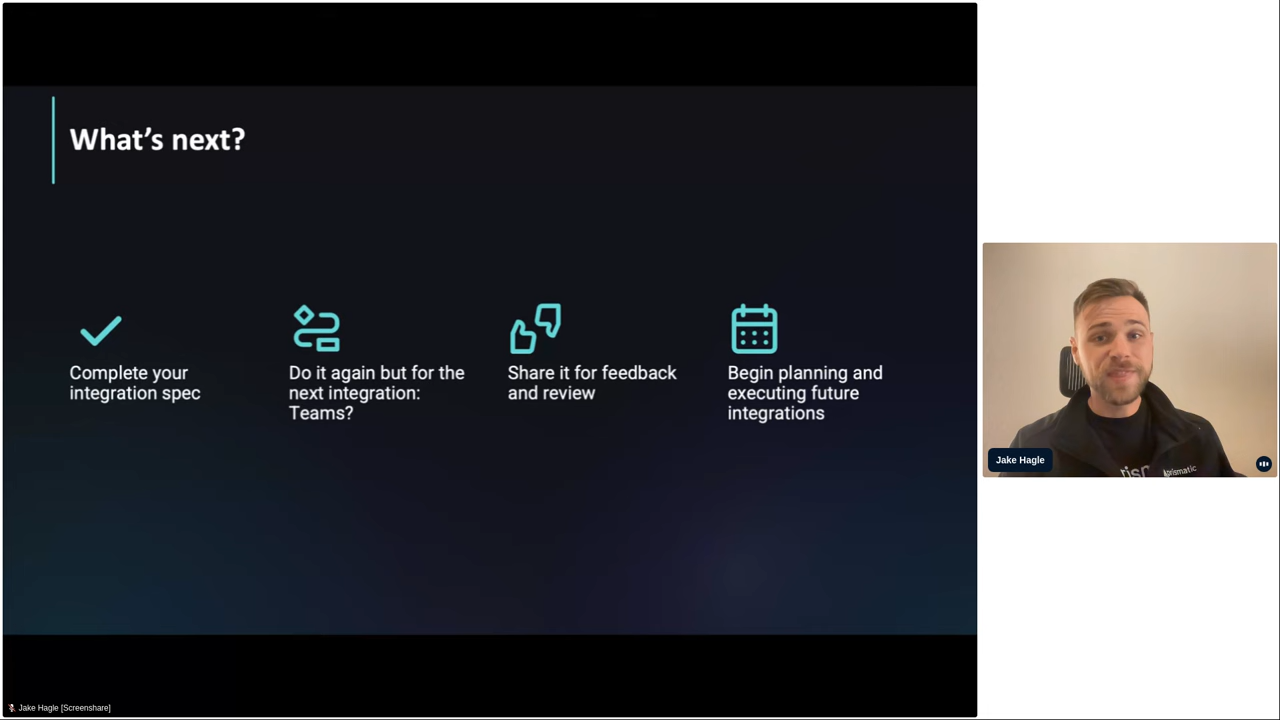 What's next?
Complete your
integration spec
Do it again but for the
next integration:
Teams?
Share it for feedback
and review
Begin planning and
executing future
integrations
Jake Hagle
prismatic
Jake Hagle [Screenshare]